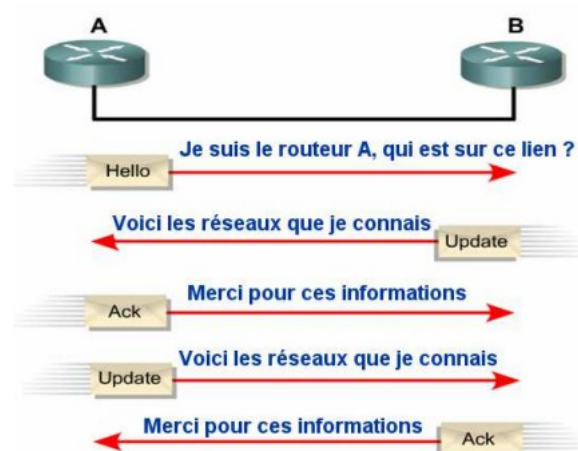 A
B
Je suis le routeur A, qui est sur ce lien ?
Hello
Voici les réseaux que je connais
Update
Merci pour ces informations
Ack
Voici les réseaux que je connais
Update
Merci pour ces informations
Ack